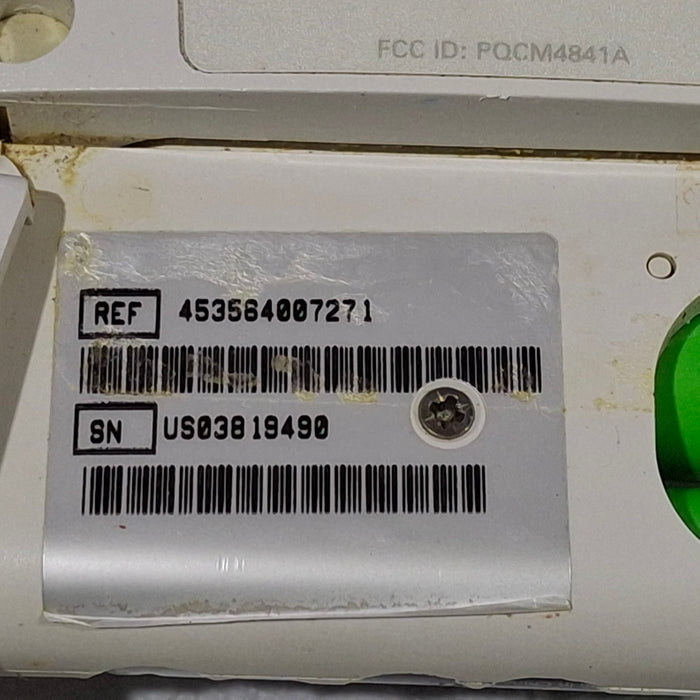 FCC ID: PQCM4841A
REF 453564007271
SN US03819490